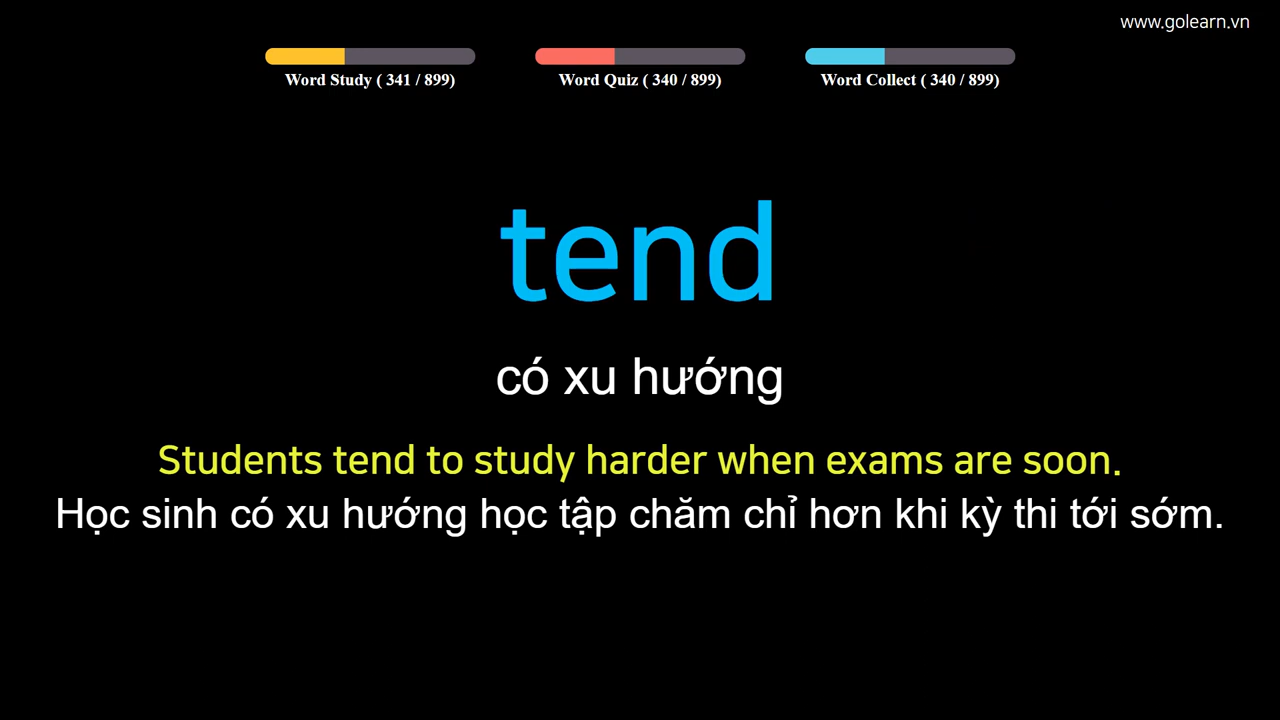 www.golearn.vn
Word Study ( 341 / 899)
Word Quiz ( 340 / 899)
Word Collect ( 340 / 899)
tend
có xu hướng
Students tend to study harder when exams are soon.
Học sinh có xu hướng học tập chăm chỉ hơn khi kỳ thi tới sớm.